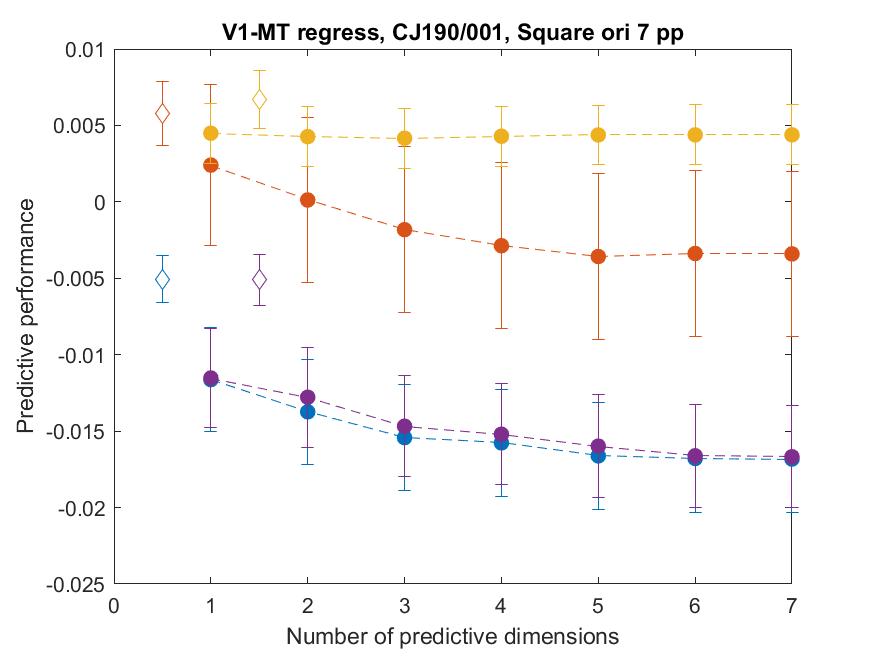 V1-MT regress, CJ190/001, Square ori 7 pp
0.01
0.005
0
-0.005
-0.01
-0.015
-0.02
-0.025
Predictive performance
0 1 2 3 4 5 6 7
Number of predictive dimensions